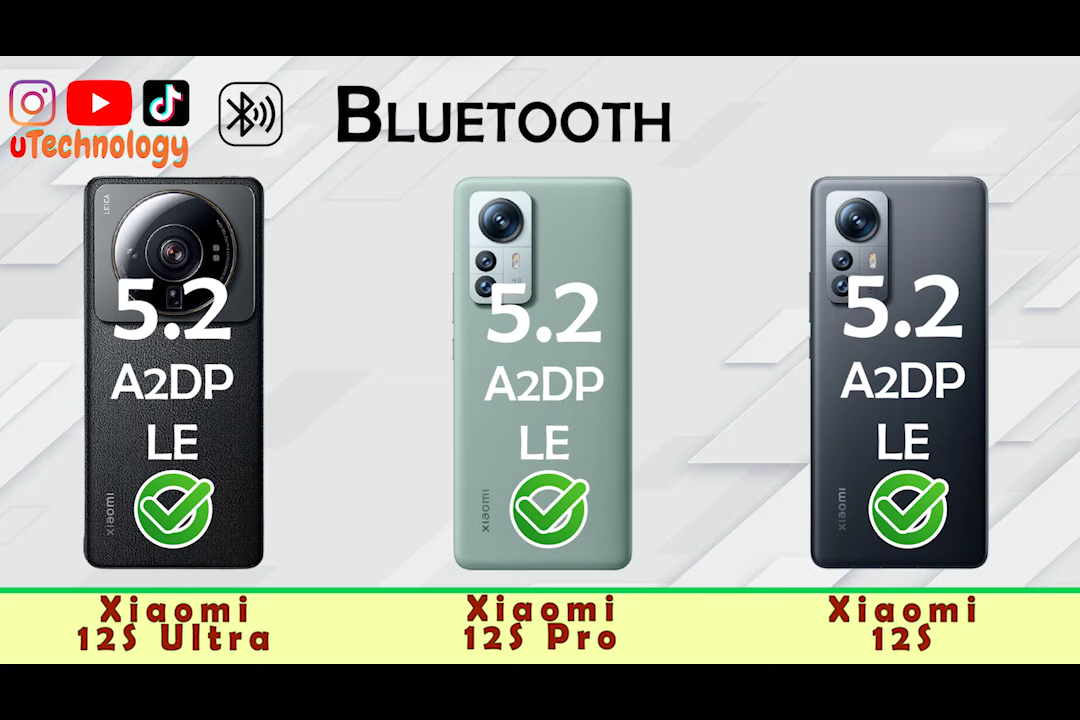 uTechnology
BLUETOOTH
LEICA
5.2
A2DP
LE
xiaomi
5.2
A2DP
LE
xiaomi
5.2
A2DP
LE
xiaomi
Xiaomi
12S Ultra
Xiaomi
12S Pro
Xiaomi
12S